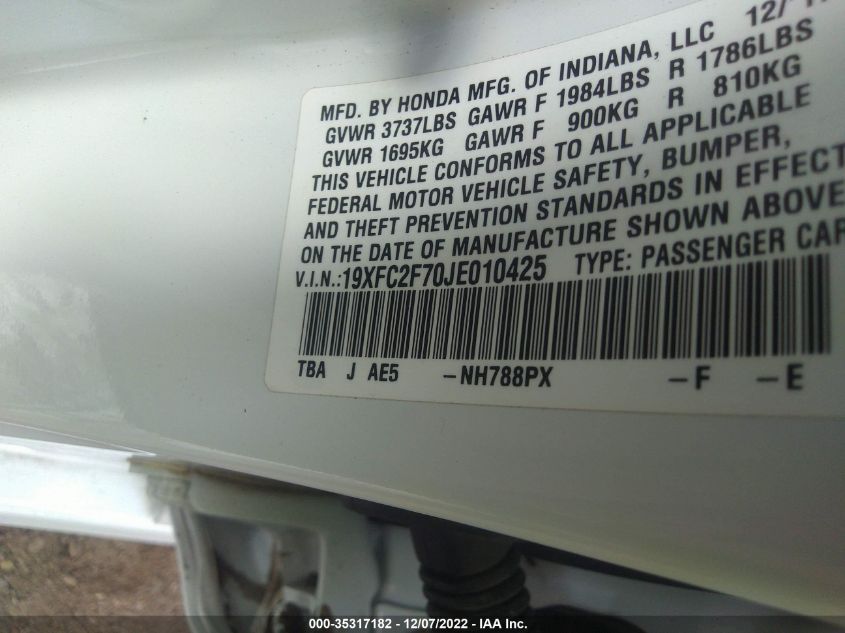 MFD. BY HONDA MFG. OF INDIANA, LLC 12/
GVWR 3737LBS GAWR F 1984LBS R 1786LBS
GVWR 1695KG GAWR F 900KG R 810KG
THIS VEHICLE CONFORMS TO ALL APPLICABLE
FEDERAL MOTOR VEHICLE SAFETY, BUMPER,
AND THEFT PREVENTION STANDARDS IN EFFECT
ON THE DATE OF MANUFACTURE SHOWN ABOVE
V.I.N.:19XFC2F70JE010425 TYPE: PASSENGER CAR
TBA J AE5 -NH788PX -F -E
000-35317182 - 12/07/2022 - IAA Inc.